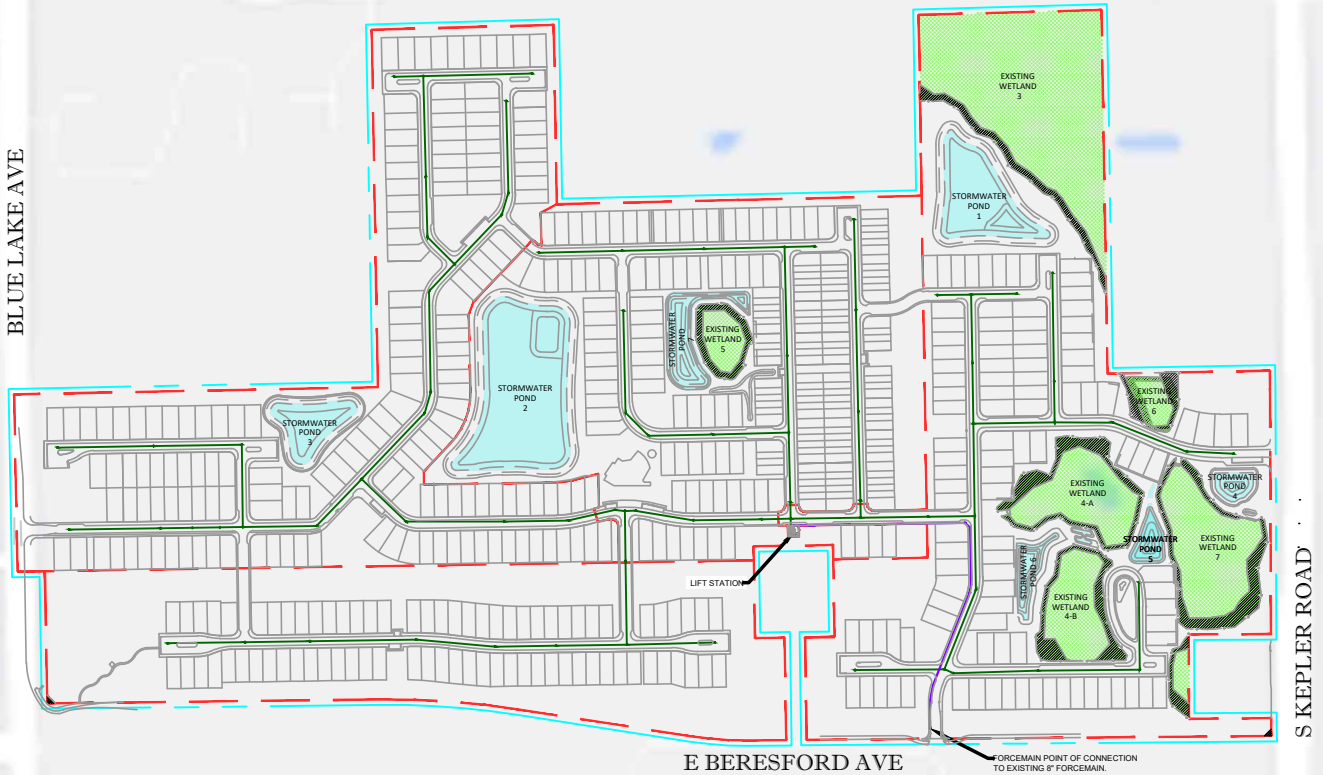 EXISTING
WETLAND
3
STORMWATER
POND
1
BLUE LAKE AVE
STORMWATER
POND
7
EXISTING
WETLAND
5
STORMWATER
POND
2
EXISTING
WETLAND
6
STORMWATER
POND
3
STORMWATER
POND
4
EXISTING
WETLAND
4-A
STORMWATER
POND
5
EXISTING
WETLAND
7
STORMWATER
POND 6
LIFT STATION
EXISTING
WETLAND
4-B
S KEPLER ROAD
E BERESFORD AVE
FORCEMAIN POINT OF CONNECTION
TO EXISTING 8" FORCEMAIN.